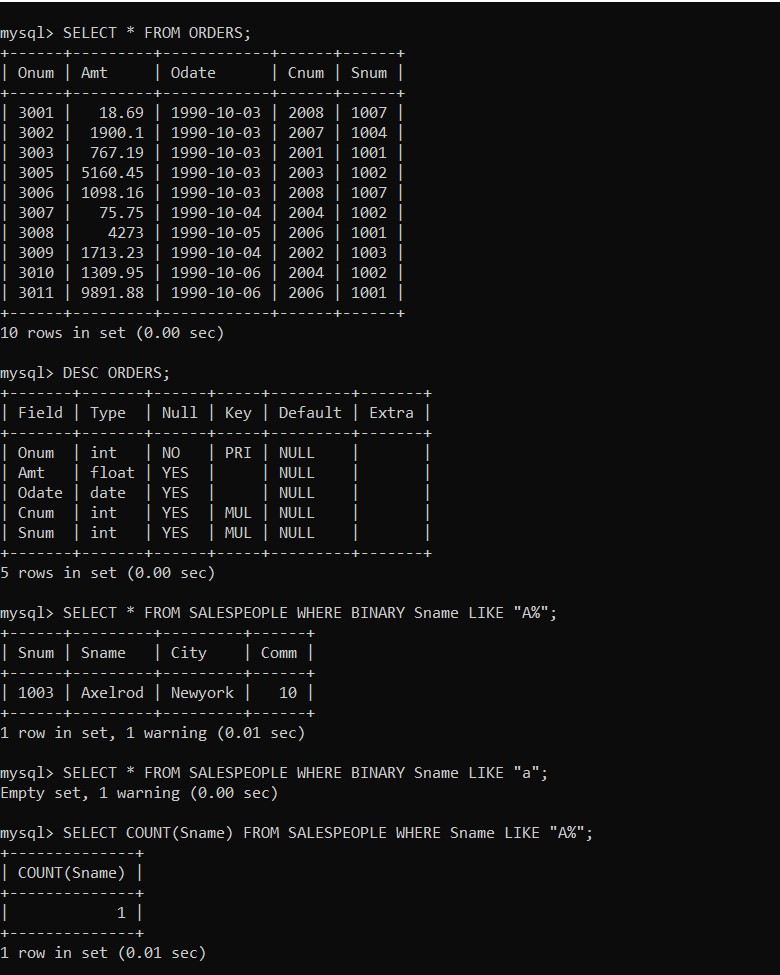 mysql> SELECT * FROM ORDERS;
+------+---------+------------+------+------+
| Onum | Amt     | Odate      | Cnum | Snum |
+------+---------+------------+------+------+
| 3001 |   18.69 | 1990-10-03 | 2008 | 1007 |
| 3002 |  1900.1 | 1990-10-03 | 2007 | 1004 |
| 3003 |  767.19 | 1990-10-03 | 2001 | 1001 |
| 3005 | 5160.45 | 1990-10-03 | 2003 | 1002 |
| 3006 | 1098.16 | 1990-10-03 | 2008 | 1007 |
| 3007 |   75.75 | 1990-10-04 | 2004 | 1002 |
| 3008 |    4273 | 1990-10-05 | 2006 | 1001 |
| 3009 | 1713.23 | 1990-10-04 | 2002 | 1003 |
| 3010 | 1309.95 | 1990-10-06 | 2004 | 1002 |
| 3011 | 9891.88 | 1990-10-06 | 2006 | 1001 |
+------+---------+------------+------+------+
10 rows in set (0.00 sec)

mysql> DESC ORDERS;
+-------+-------+------+-----+---------+-------+
| Field | Type  | Null | Key | Default | Extra |
+-------+-------+------+-----+---------+-------+
| Onum  | int   | NO   | PRI | NULL    |       |
| Amt   | float | YES  |     | NULL    |       |
| Odate | date  | YES  |     | NULL    |       |
| Cnum  | int   | YES  | MUL | NULL    |       |
| Snum  | int   | YES  | MUL | NULL    |       |
+-------+-------+------+-----+---------+-------+
5 rows in set (0.00 sec)

mysql> SELECT * FROM SALESPEOPLE WHERE BINARY Sname LIKE "A%";
+------+---------+---------+------+
| Snum | Sname   | City    | Comm |
+------+---------+---------+------+
| 1003 | Axelrod | Newyork |   10 |
+------+---------+---------+------+
1 row in set, 1 warning (0.01 sec)

mysql> SELECT * FROM SALESPEOPLE WHERE BINARY Sname LIKE "a";
Empty set, 1 warning (0.00 sec)

mysql> SELECT COUNT(Sname) FROM SALESPEOPLE WHERE Sname LIKE "A%";
+--------------+
| COUNT(Sname) |
+--------------+
|            1 |
+--------------+
1 row in set (0.01 sec)